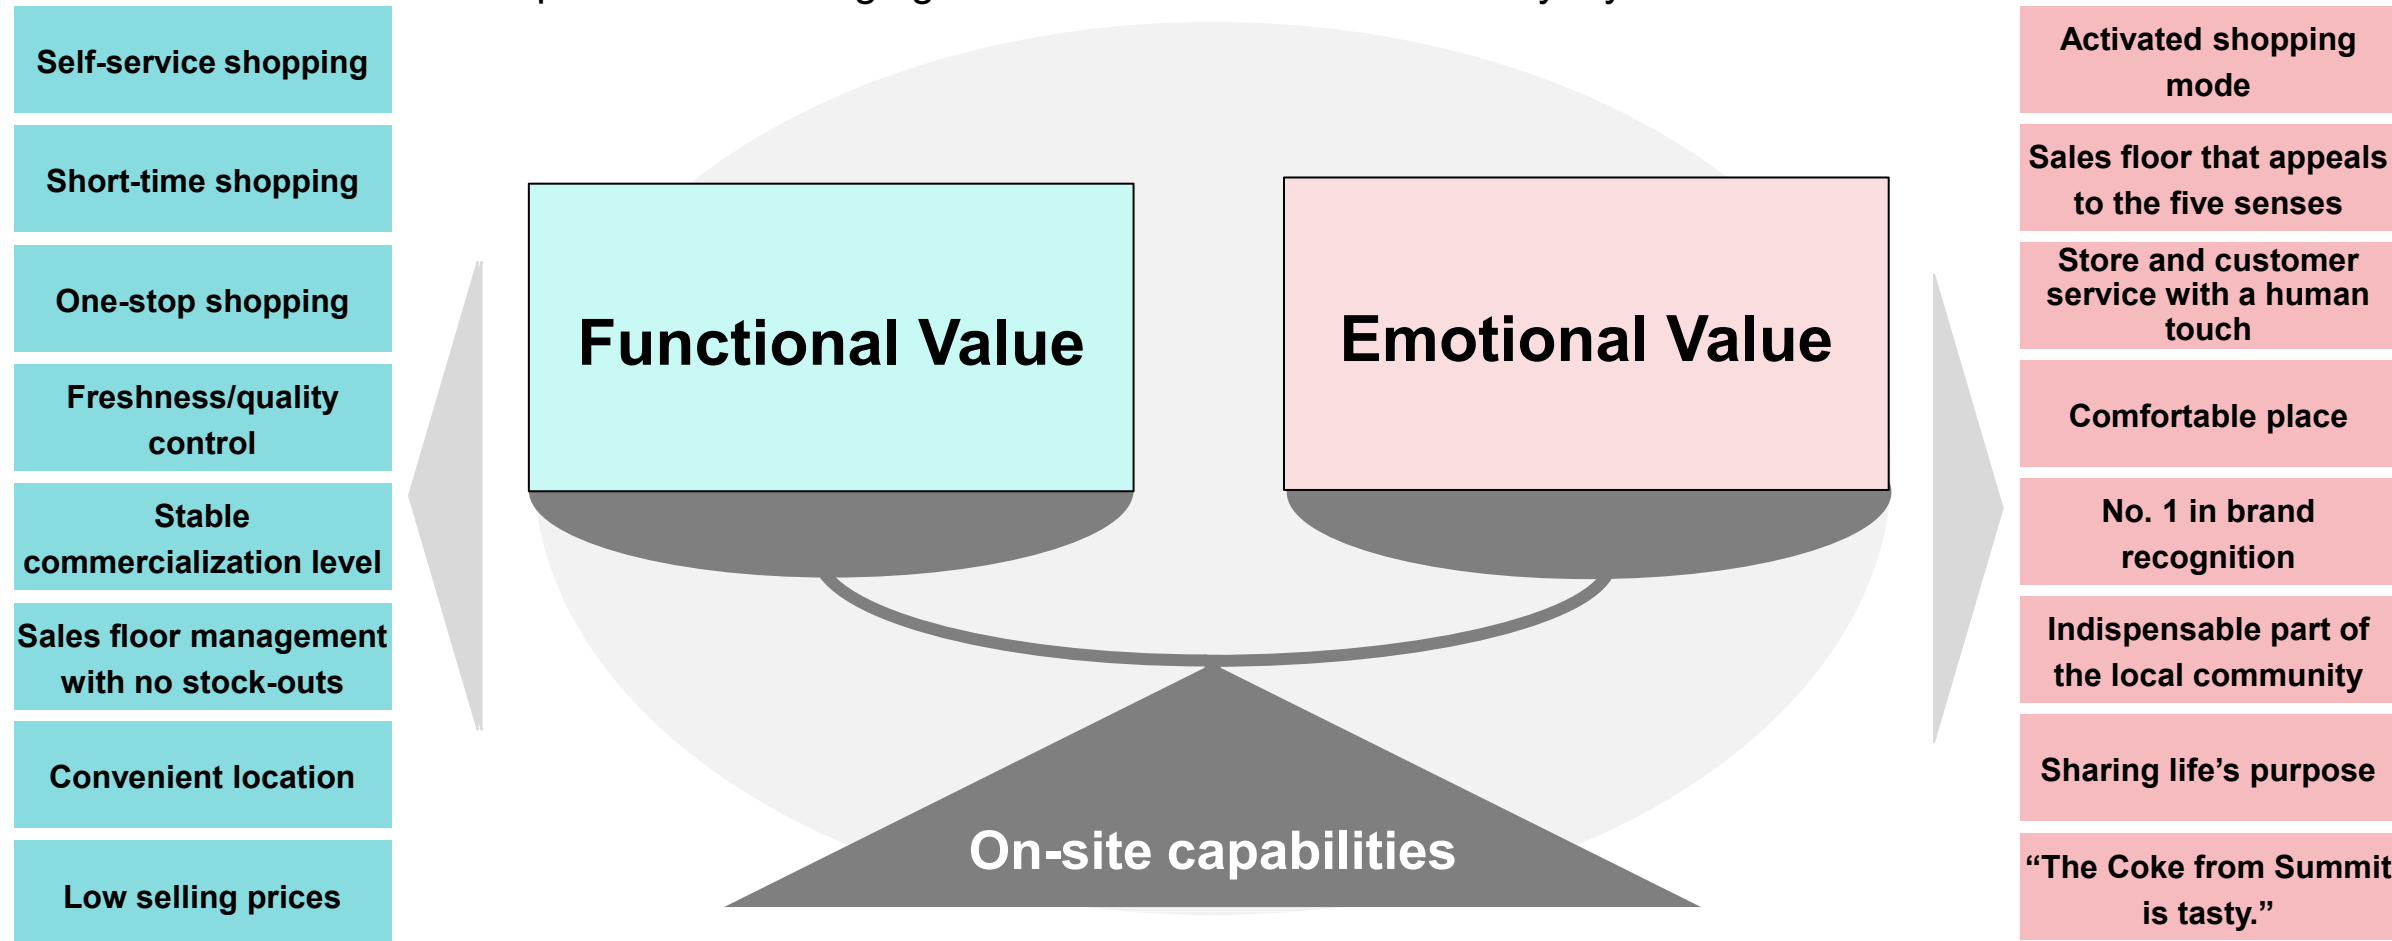 Self-service shopping
Short-time shopping
One-stop shopping
Freshness/quality
control
Stable
commercialization level
Sales floor management
with no stock-outs
Convenient location
Low selling prices
Functional Value
Emotional Value
On-site capabilities
Activated shopping
mode
Sales floor that appeals
to the five senses
Store and customer
service with a human
touch
Comfortable place
No. 1 in brand
recognition
Indispensable part of
the local community
Sharing life’s purpose
“The Coke from Summit
is tasty.”